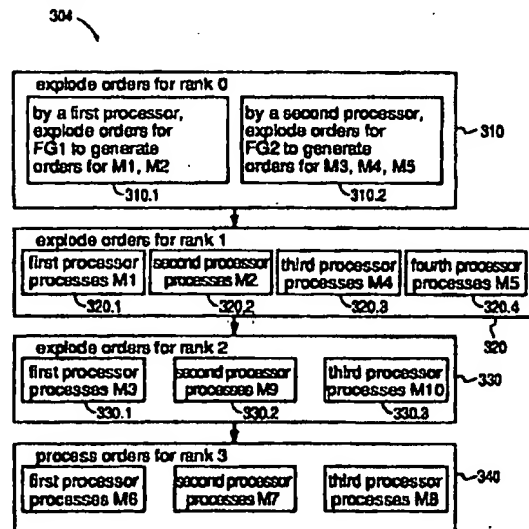 304
explode orders for rank 0
by a first processor,
explode orders for
FG1 to generate
orders for M1, M2
by a second processor,
explode orders for
FG2 to generate
orders for M3, M4, M5
310
310.1
310.2
explode orders for rank 1
first processor
processes M1
second processor
processes M2
third processor
processes M4
fourth processor
processes M5
320.1
320.2
320.3
320.4
320
explode orders for rank 2
first processor
processes M3
second processor
processes M9
third processor
processes M10
330
330.1
330.2
330.3
process orders for rank 3
first processor
processes M6
second processor
processes M7
third processor
processes M8
340